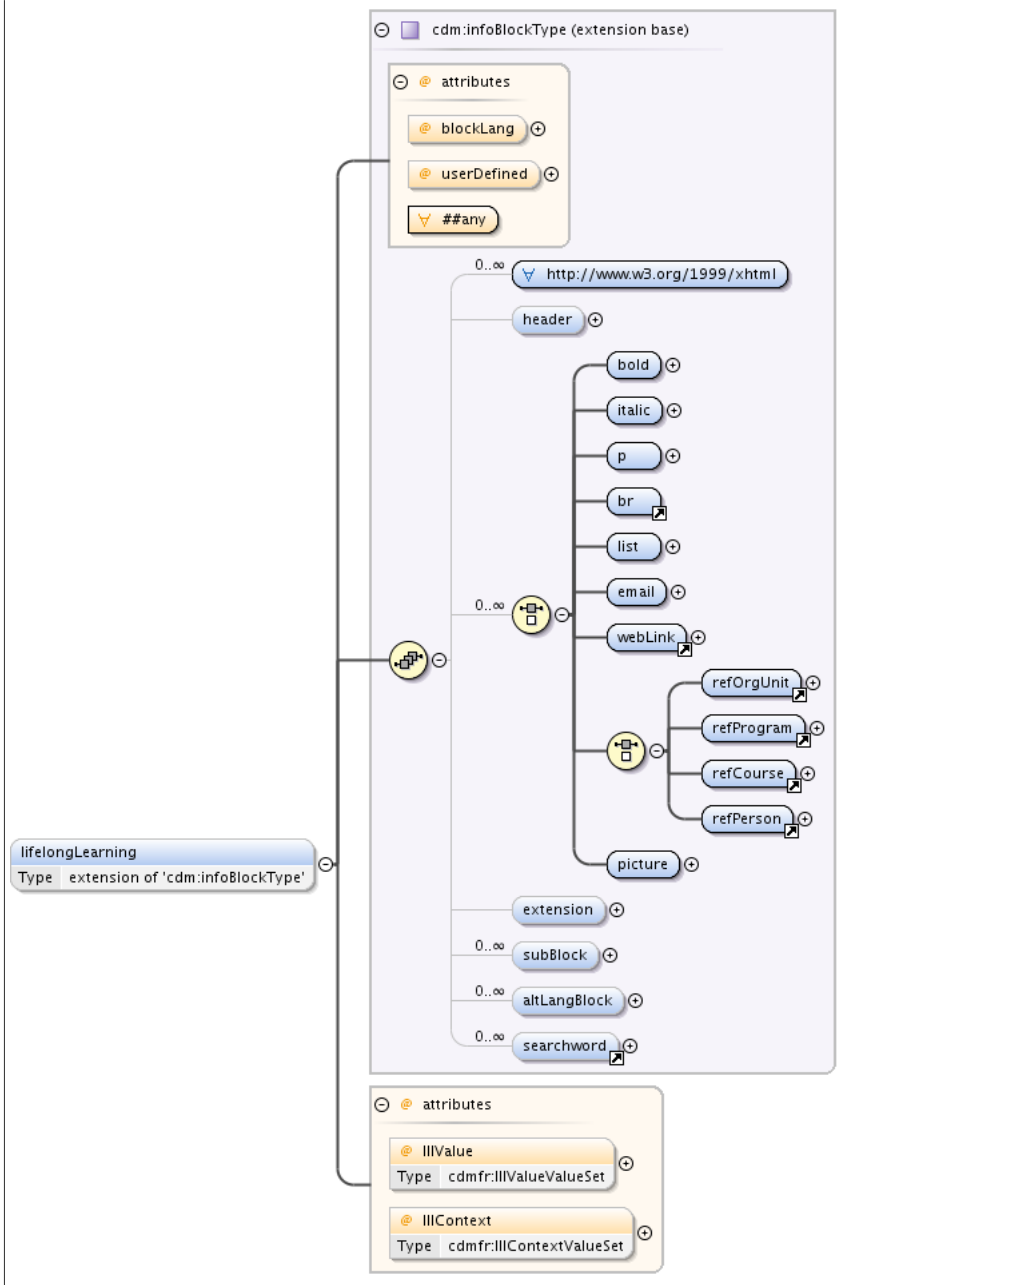 cdm:infoBlockType (extension base)
@ attributes
@ blockLang
@ userDefined
∀ ##any
0..∞
∀ http://www.w3.org/1999/xhtml
header
bold
italic
p
br
list
email
0..∞
webLink
refOrgUnit
refProgram
refCourse
refPerson
lifelongLearning
Type extension of 'cdm:infoBlockType'
picture
extension
0..∞
subBlock
0..∞
altLangBlock
0..∞
searchword
@ attributes
@ lllValue
Type cdmfr:lllValueValueSet
@ lllContext
Type cdmfr:lllContextValueSet